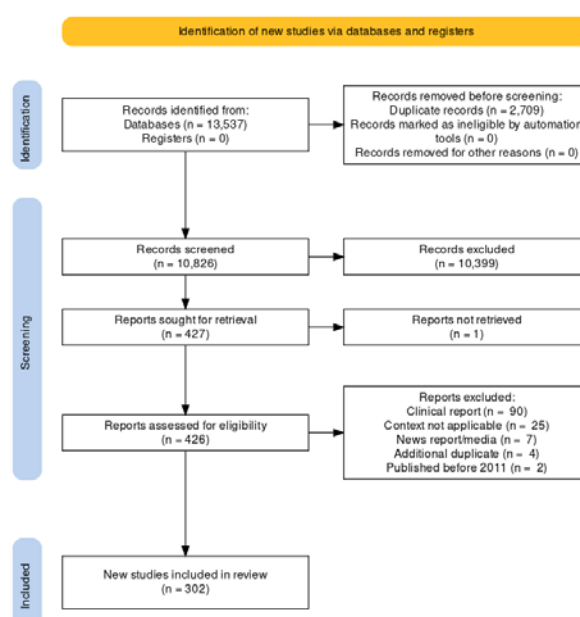 Identification of new studies via databases and registers
Identification
Records identified from:
Databases (n = 13,537)
Registers (n = 0)
Records removed before screening:
Duplicate records (n = 2,709)
Records marked as ineligible by automation
tools (n = 0)
Records removed for other reasons (n = 0)
Screening
Records screened
(n = 10,826)
Records excluded
(n = 10,399)
Reports sought for retrieval
(n = 427)
Reports not retrieved
(n = 1)
Reports assessed for eligibility
(n = 426)
Reports excluded:
Clinical report (n = 90)
Context not applicable (n = 25)
News report/media (n = 7)
Additional duplicate (n = 4)
Published before 2011 (n = 2)
Included
New studies included in review
(n = 302)